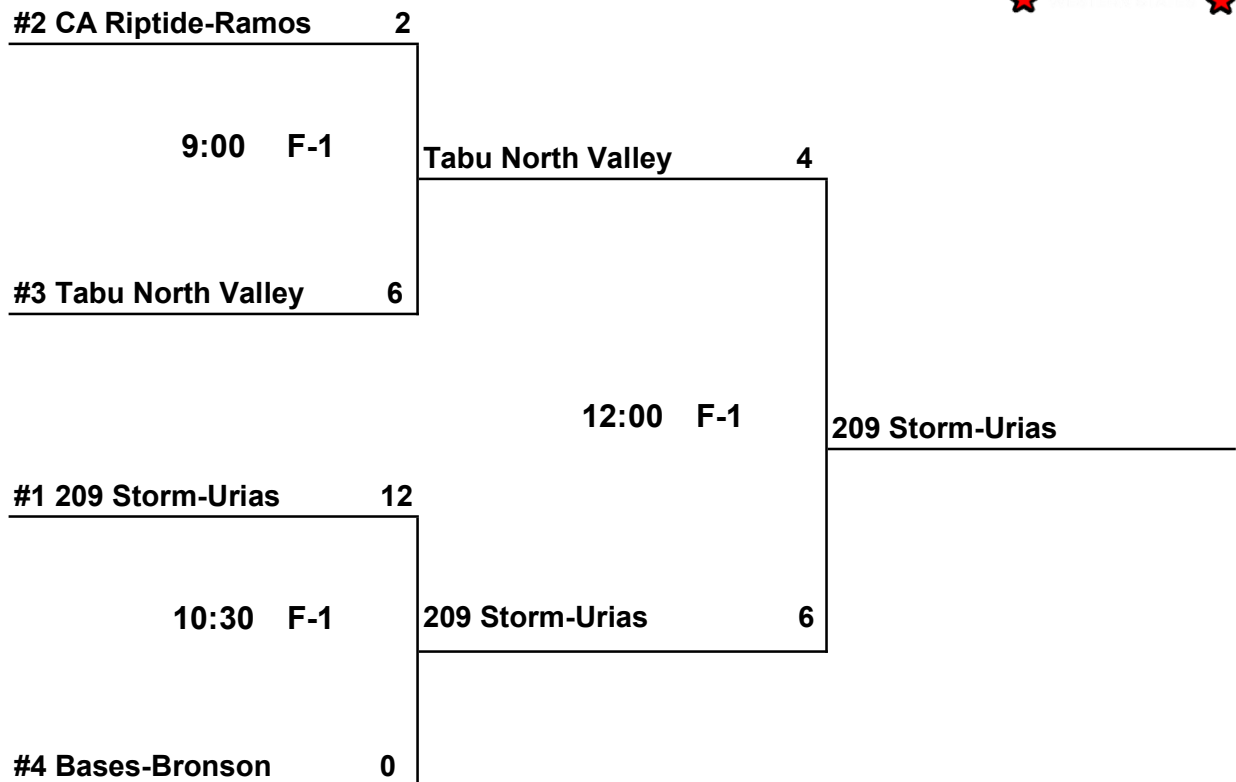 #2 CA Riptide-Ramos 2
9:00 F-1
Tabu North Valley 4
#3 Tabu North Valley 6
12:00 F-1
209 Storm-Urias
#1 209 Storm-Urias 12
10:30 F-1
209 Storm-Urias 6
#4 Bases-Bronson 0